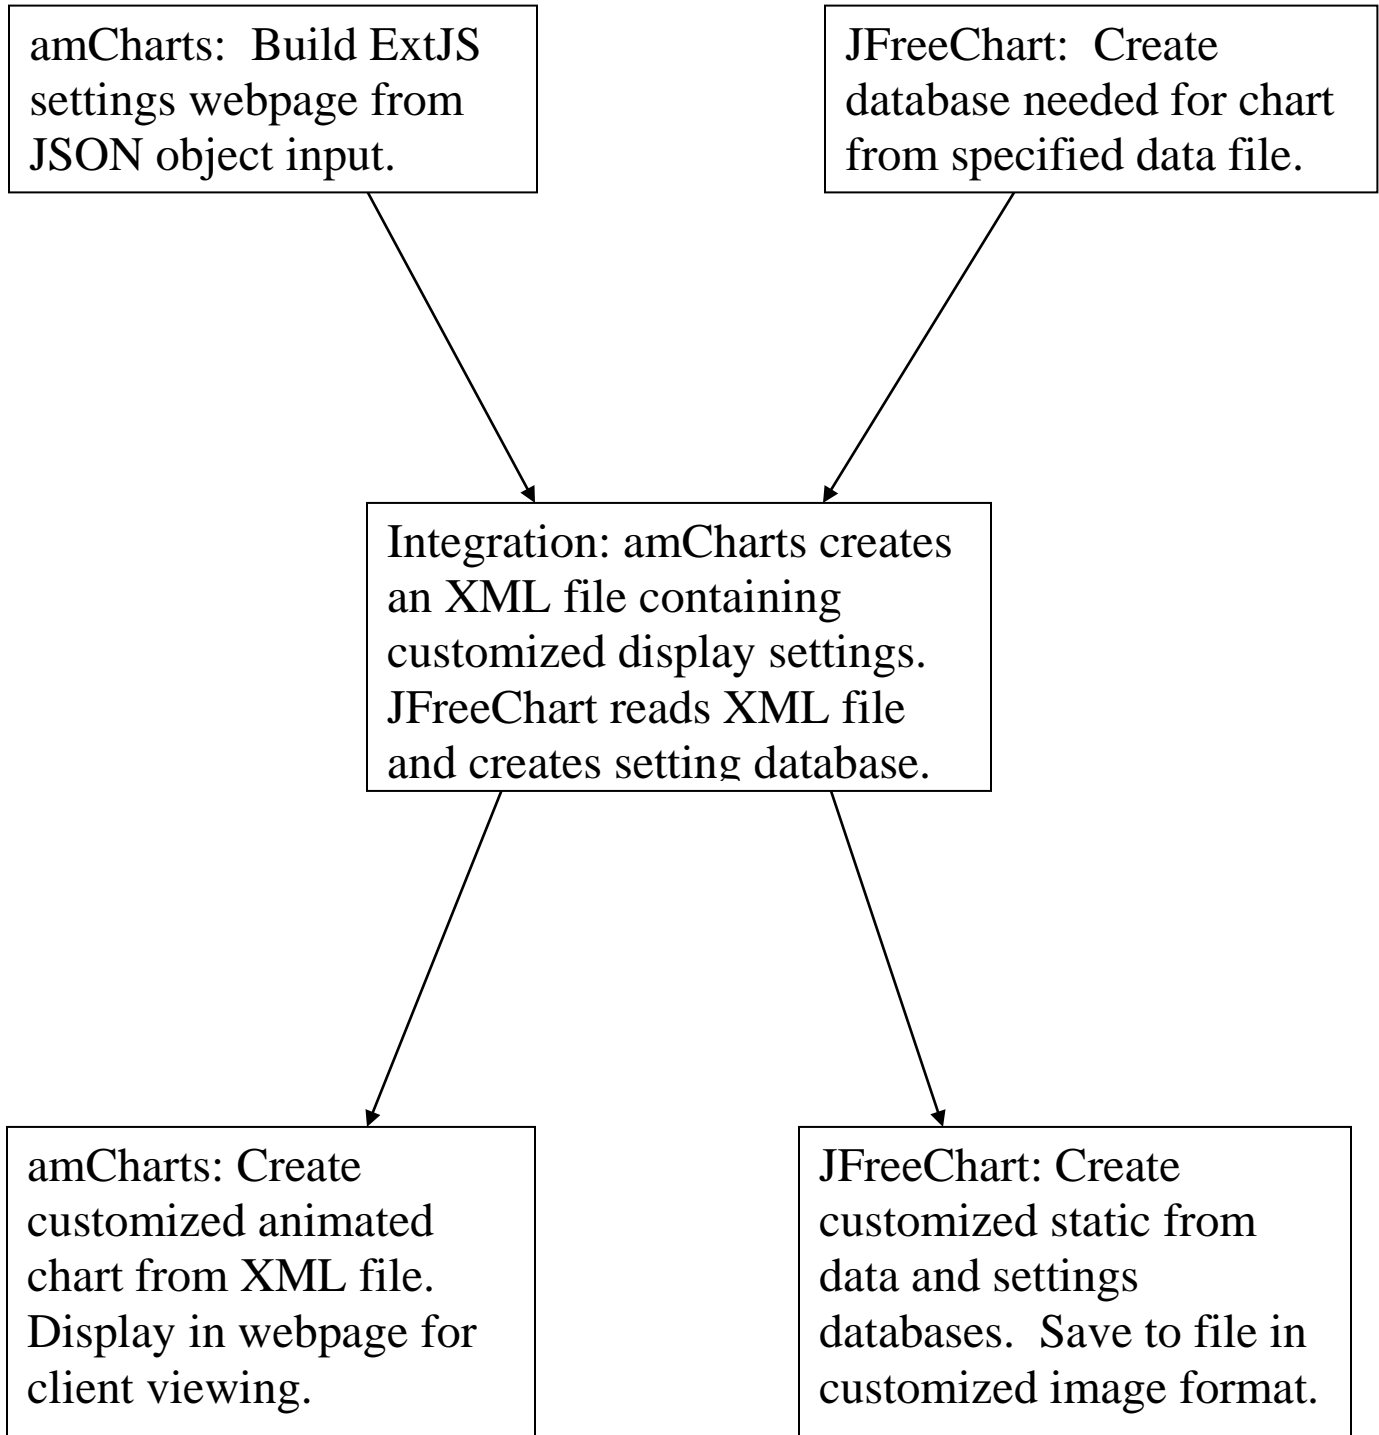 amCharts:  Build ExtJS
settings webpage from
JSON object input.
JFreeChart:  Create
database needed for chart
from specified data file.
Integration: amCharts creates
an XML file containing
customized display settings.
JFreeChart reads XML file
and creates setting database.
amCharts: Create
customized animated
chart from XML file.
Display in webpage for
client viewing.
JFreeChart: Create
customized static from
data and settings
databases.  Save to file in
customized image format.